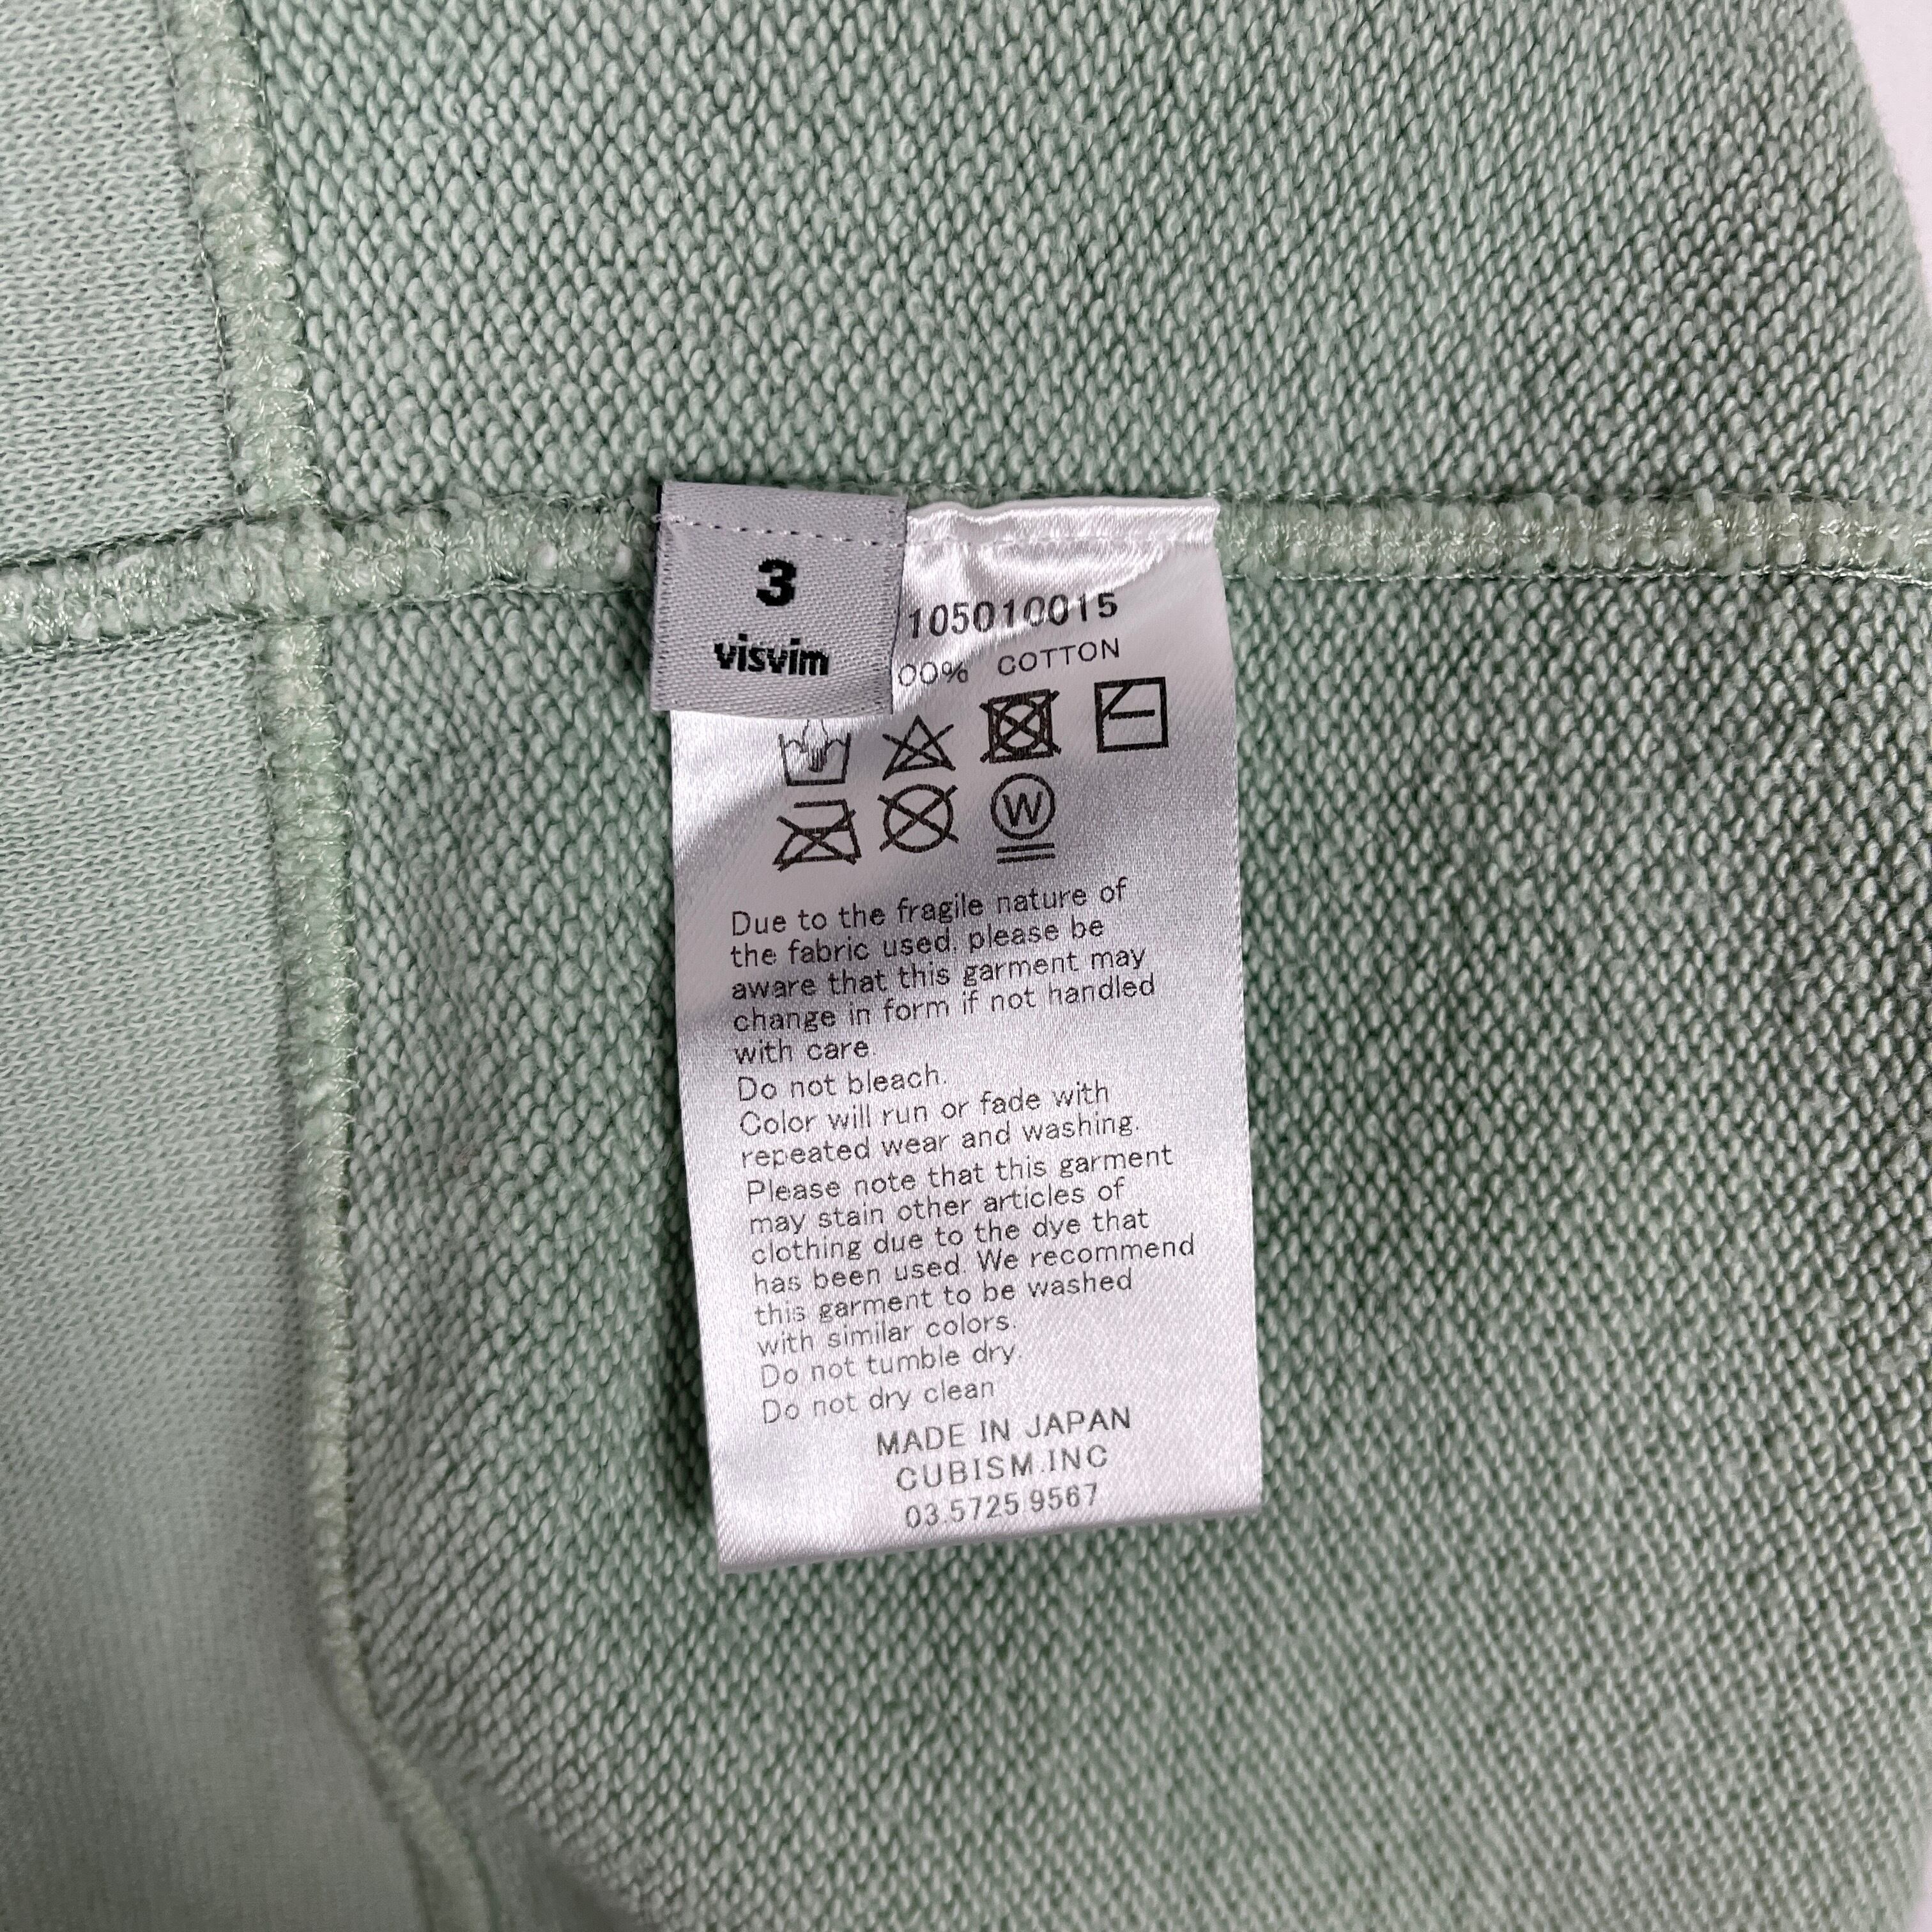 3
visvim
105010015
00% COTTON
W
Due to the fragile nature of
the fabric used, please be
aware that this garment may
change in form if not handled
with care.
Do not bleach.
Color will run or fade with
repeated wear and washing.
Please note that this garment
may stain other articles of
clothing due to the dye that
has been used. We recommend
this garment to be washed
with similar colors.
Do not tumble dry.
Do not dry clean
MADE IN JAPAN
CUBISM.INC
03.5725.9567